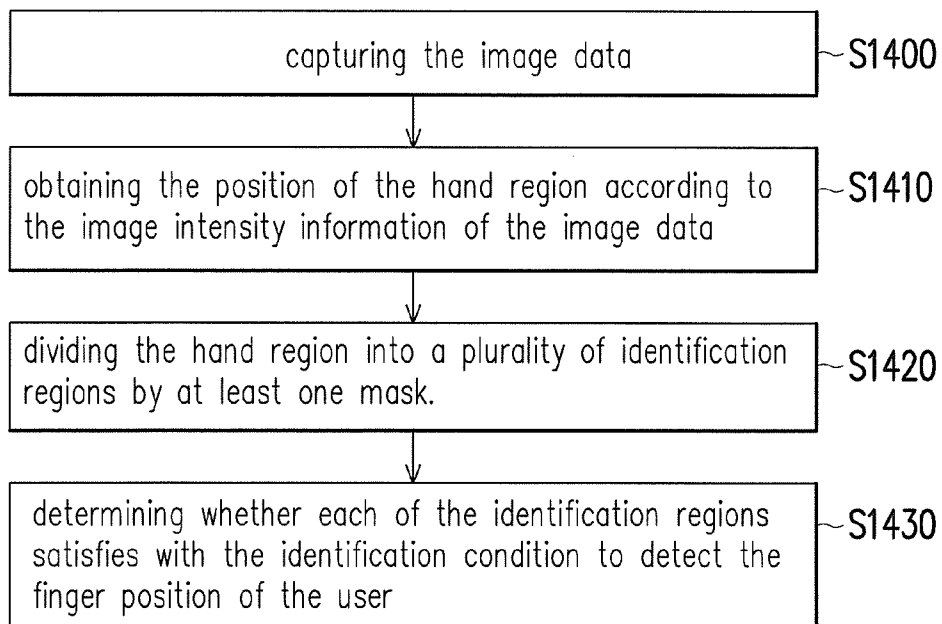 capturing the image data
S1400
obtaining the position of the hand region according to
the image intensity information of the image data
S1410
dividing the hand region into a plurality of identification
regions by at least one mask.
S1420
determining whether each of the identification regions
satisfies with the identification condition to detect the
finger position of the user
S1430